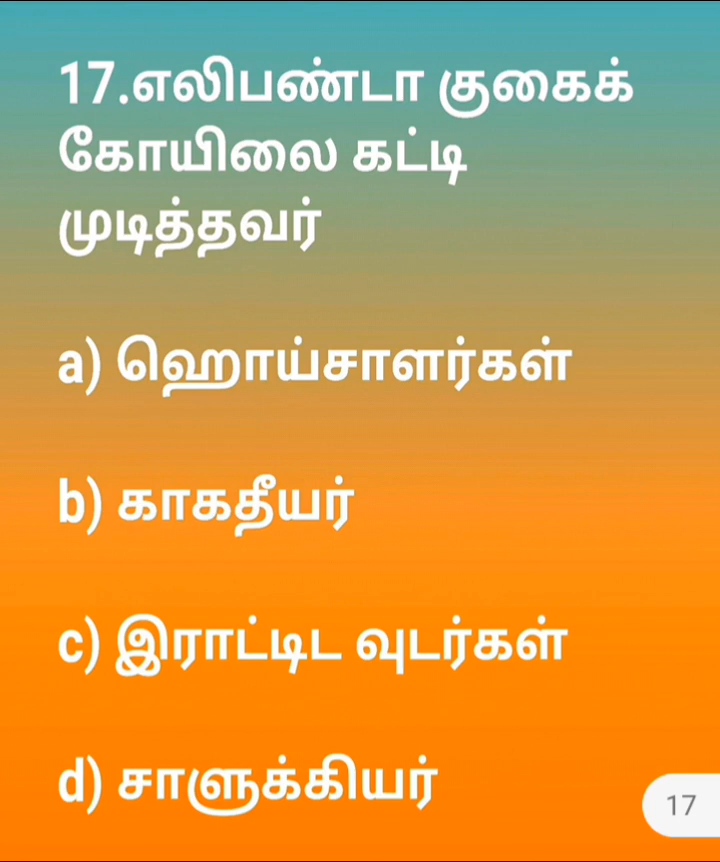 17.எலிபண்டா குகைக்
கோயிலை கட்டி
முடித்தவர்
a) ஹொய்சாளர்கள்
b) காகதீயர்
c) இராட்டிட வுடர்கள்
d) சாளுக்கியர்
17